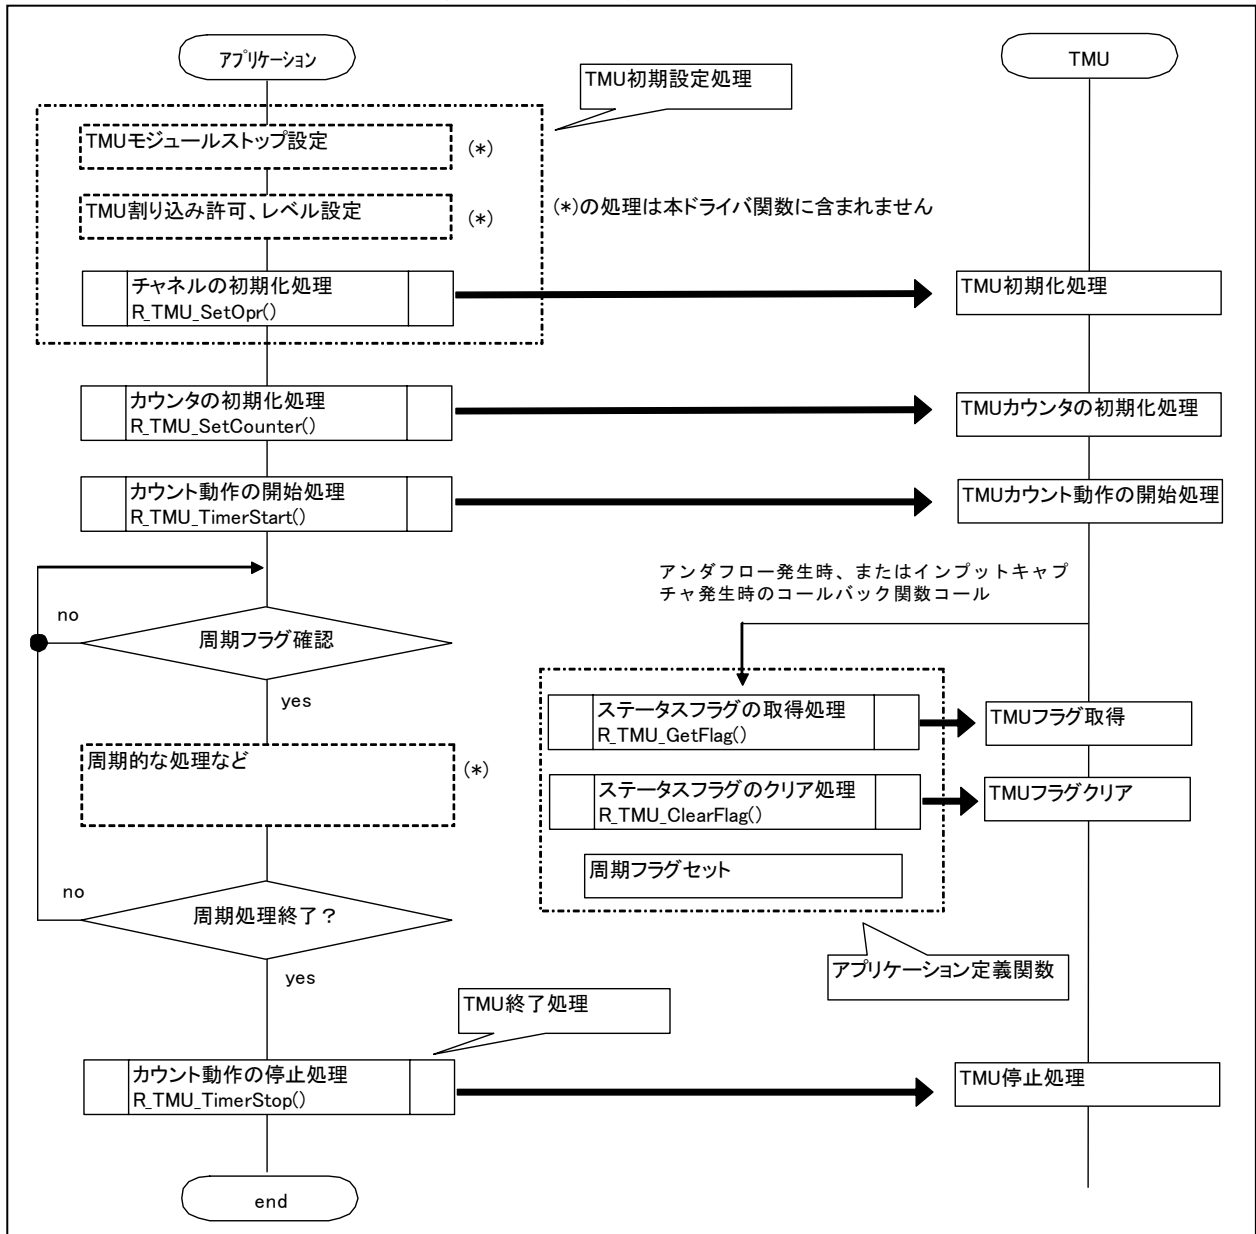 アプリケーション
TMU
TMU初期設定処理
TMUモジュールストップ設定
(*)
TMU割り込み許可、レベル設定
(*)
(*)の処理は本ドライバ関数に含まれません
チャネルの初期化処理
R_TMU_SetOpr()
TMU初期化処理
カウンタの初期化処理
R_TMU_SetCounter()
TMUカウンタの初期化処理
カウント動作の開始処理
R_TMU_TimerStart()
TMUカウント動作の開始処理
アンダフロー発生時、またはインプットキャプ
チャ発生時のコールバック関数コール
no
周期フラグ確認
yes
ステータスフラグの取得処理
R_TMU_GetFlag()
TMUフラグ取得
周期的な処理など
(*)
ステータスフラグのクリア処理
R_TMU_ClearFlag()
TMUフラグクリア
周期フラグセット
no
周期処理終了？
yes
アプリケーション定義関数
TMU終了処理
カウント動作の停止処理
R_TMU_TimerStop()
TMU停止処理
end